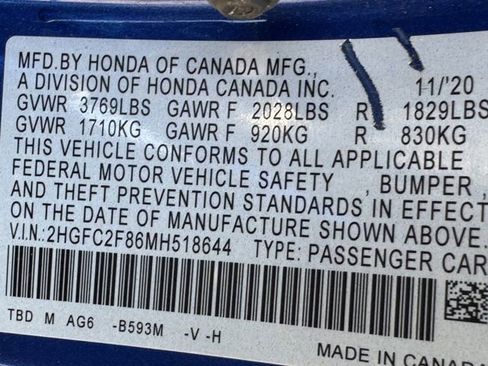 MFD.BY HONDA OF CANADA MFG.,
A DIVISION OF HONDA CANADA INC. 11/'20
GVWR 3769LBS GAWR F 2028LBS R 1829LBS
GVWR 1710KG GAWR F 920KG R 830KG
THIS VEHICLE CONFORMS TO ALL APPLICABLE
FEDERAL MOTOR VEHICLE SAFETY , BUMPER ,
AND THEFT PREVENTION STANDARDS IN EFFECT
ON THE DATE OF MANUFACTURE SHOWN ABOVE.
V.I.N.:2HGFC2F86MH518644 TYPE: PASSENGER CAR
TBD M AG6 -B593M -V -H
MADE IN CANADA